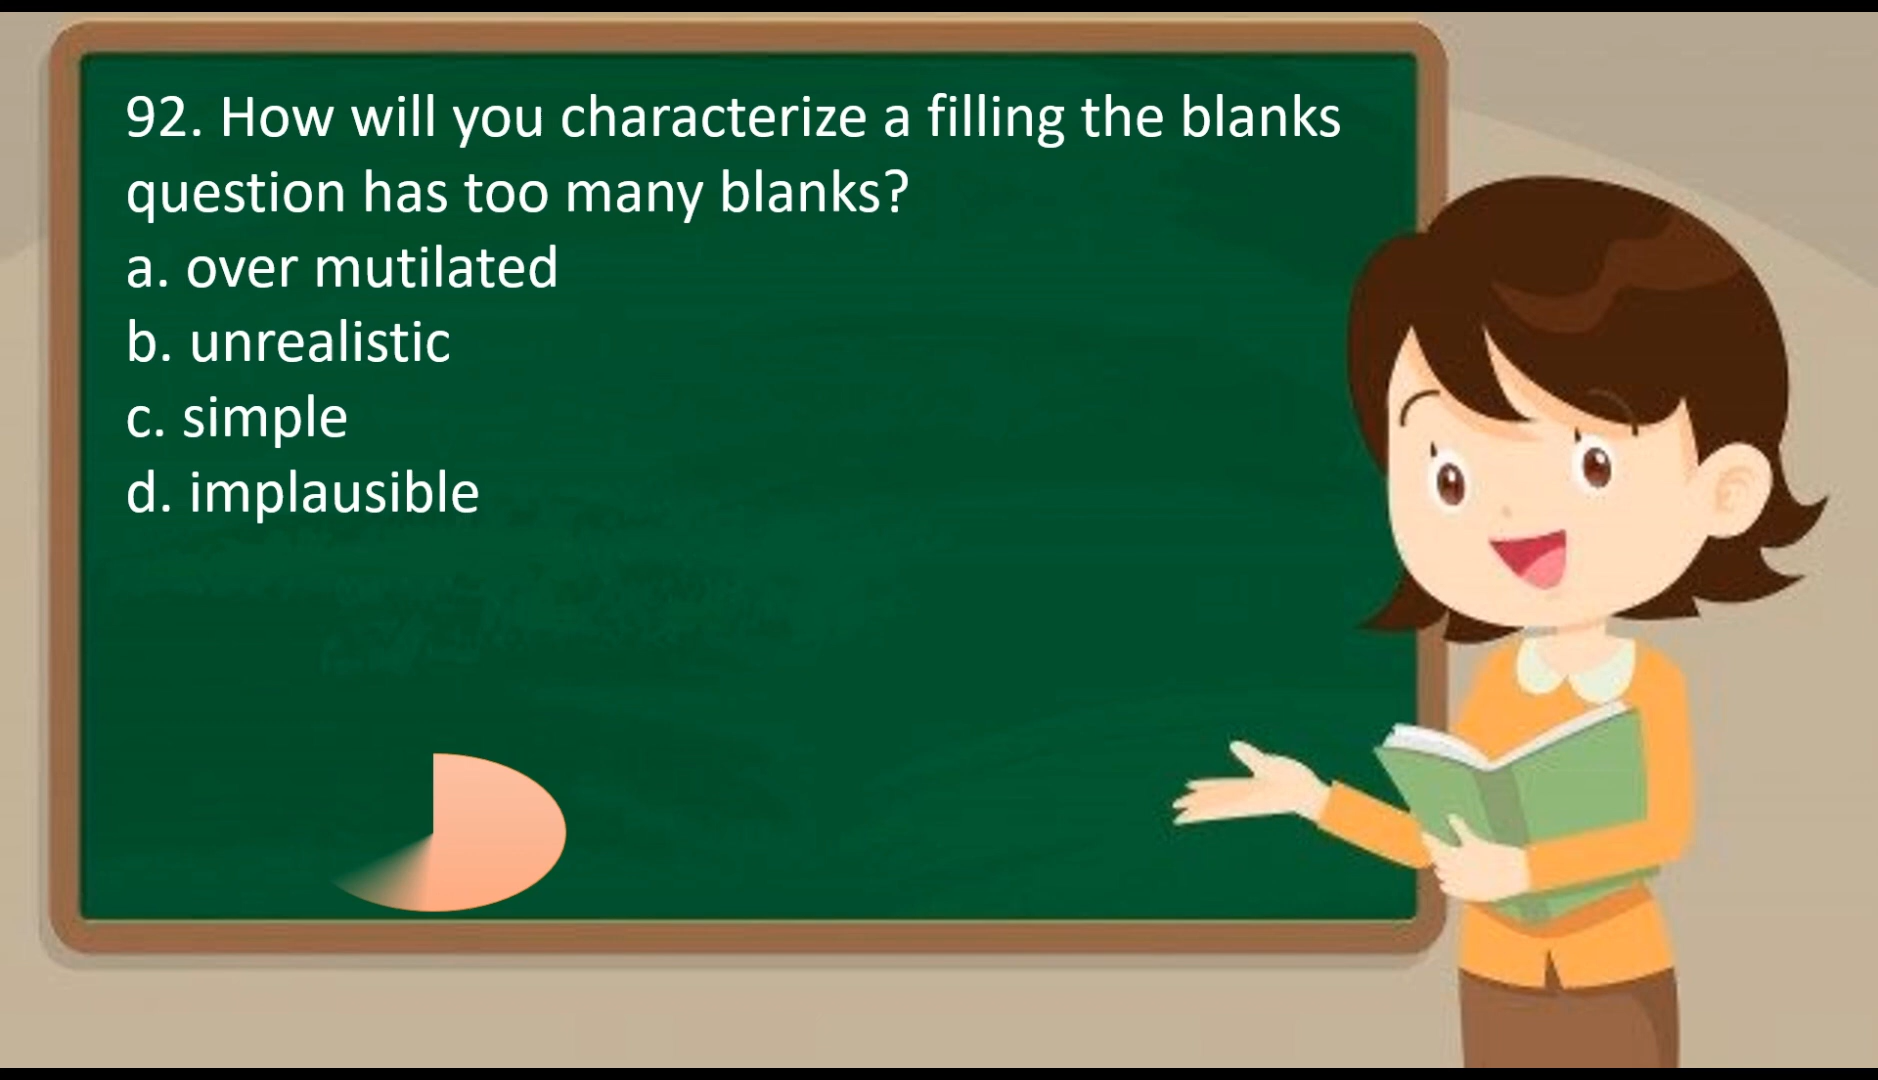 92. How will you characterize a filling the blanks
question has too many blanks?
a. over mutilated
b. unrealistic
c. simple
d. implausible